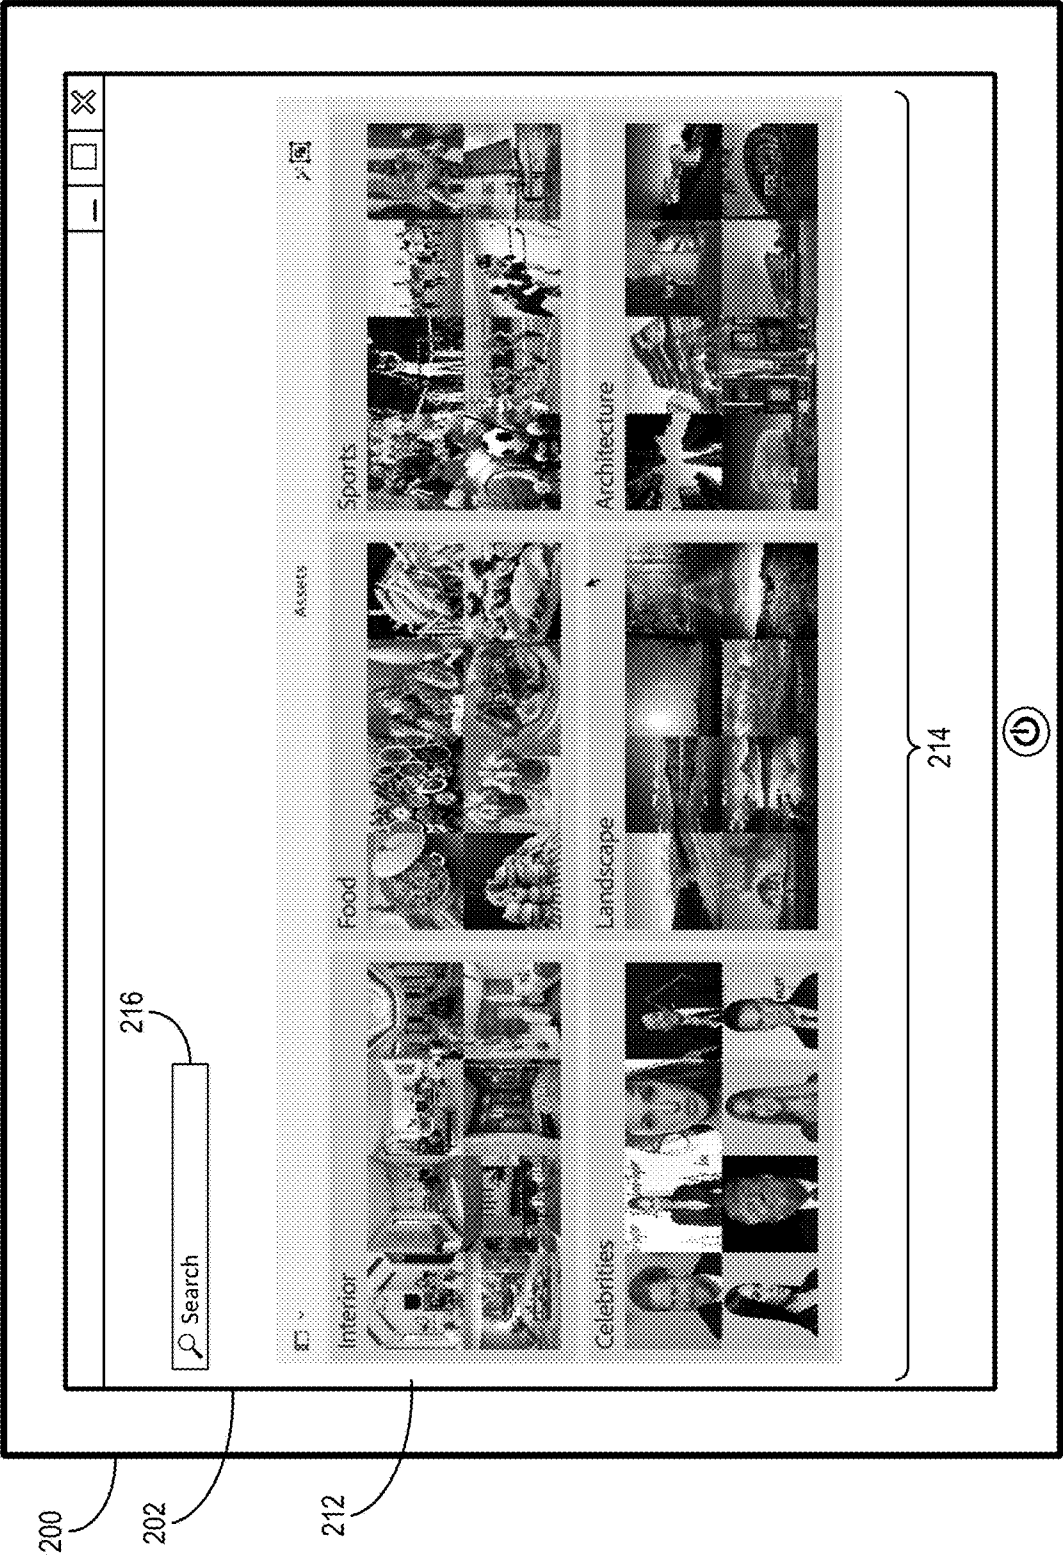 Search
216
Assets
Interior
Food
Sports
Celebrities
Landscape
Architecture
214
200
202
212